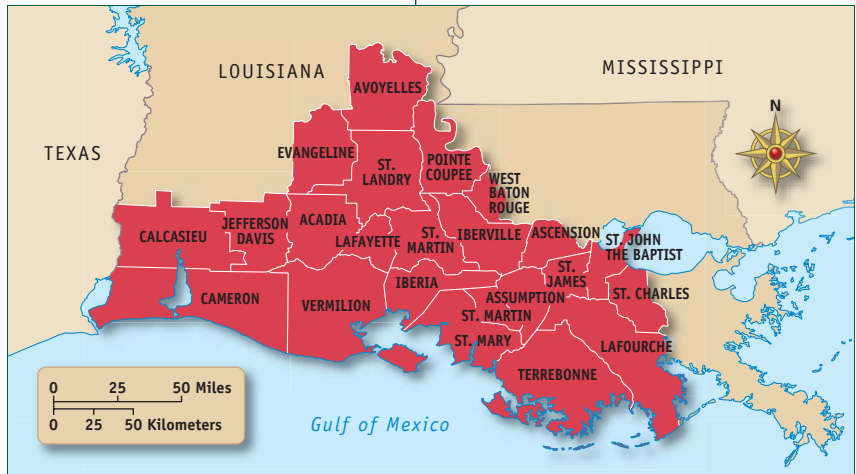 LOUISIANA
MISSISSIPPI
TEXAS
N
AVOYELLES
EVANGELINE
ST.
LANDRY
POINTE
COUPEE
WEST
BATON
ROUGE
CALCASIEU
JEFFERSON
DAVIS
ACADIA
LAFAYETTE
ST.
MARTIN
IBERVILLE
ASCENSION
ST. JOHN
THE BAPTIST
CAMERON
VERMILION
IBERIA
ASSUMPTION
ST.
JAMES
ST. CHARLES
ST. MARTIN
ST. MARY
LAFOURCHE
TERREBONNE
Gulf of Mexico
0 25 50 Miles
0 25 50 Kilometers